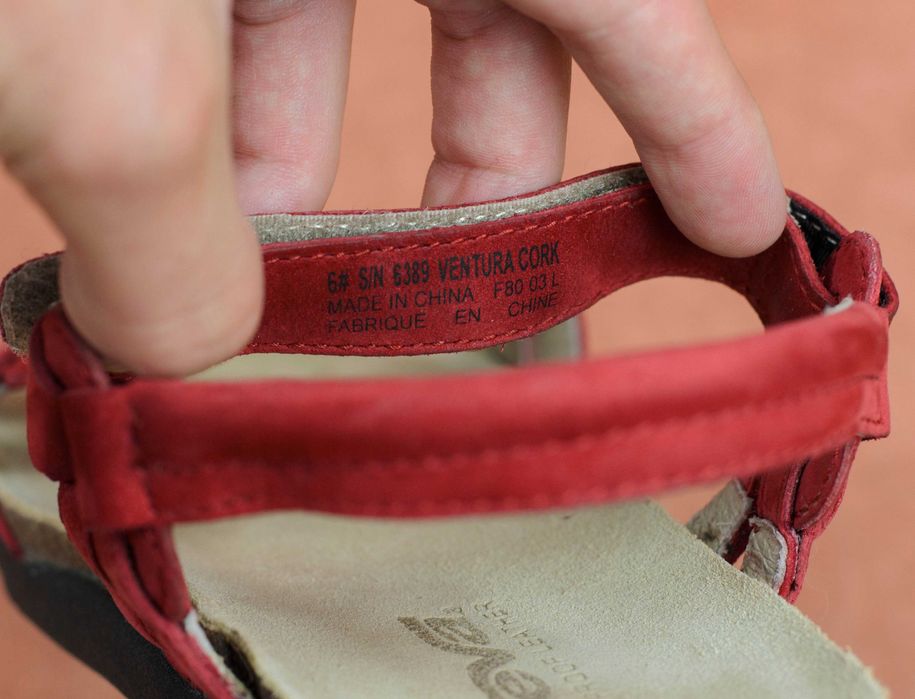 6# S/N 6389 VENTURA CORK
MADE IN CHINA F80 03 L
FABRIQUE EN CHINE